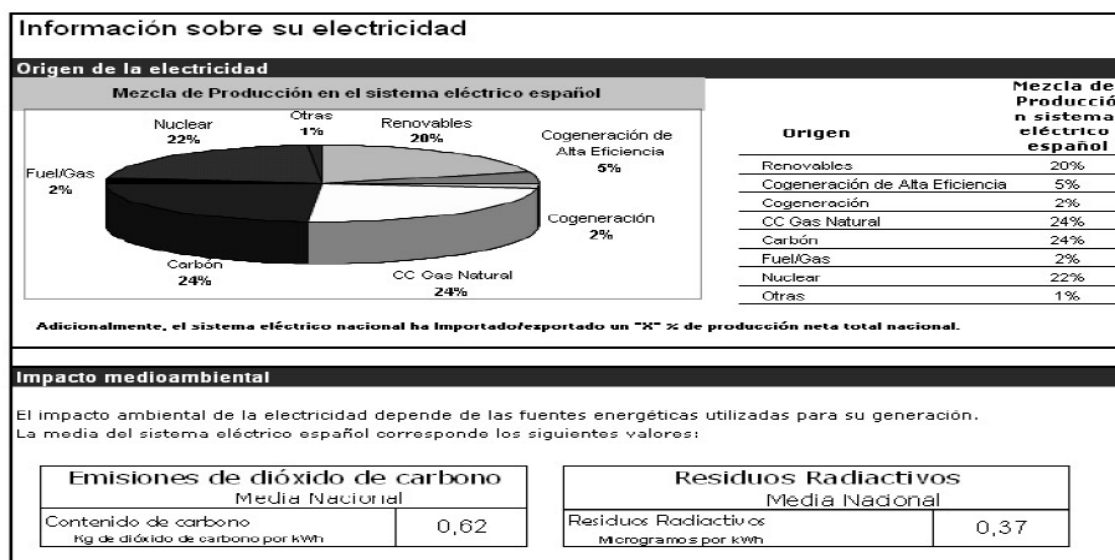 Información sobre su electricidad
Origen de la electricidad
Mezcla de Producción en el sistema eléctrico español
Nuclear
22%
Otras
1%
Renovables
20%
Cogeneración de
Alta Eficiencia
5%
Fuel/Gas
2%
Cogeneración
2%
Carbón
24%
CC Gas Natural
24%
Origen
Mezcla de
Producció
n sistema
eléctrico
español
Renovables 20%
Cogeneración de Alta Eficiencia 5%
Cogeneración 2%
CC Gas Natural 24%
Carbón 24%
Fuel/Gas 2%
Nuclear 22%
Otras 1%
Adicionalmente, el sistema eléctrico nacional ha Importado/exportado un "X" % de producción neta total nacional.
Impacto medioambiental
El impacto ambiental de la electricidad depende de las fuentes energéticas utilizadas para su generación.
La media del sistema eléctrico español corresponde los siguientes valores:
Emisiones de dióxido de carbono
Media Nacional
Contenido de carbono
Kg de dióxido de carbono por kWh
0,62
Residuos Radiactivos
Media Nacional
Residuos Radiactivos
Microgramos por kWh
0,37